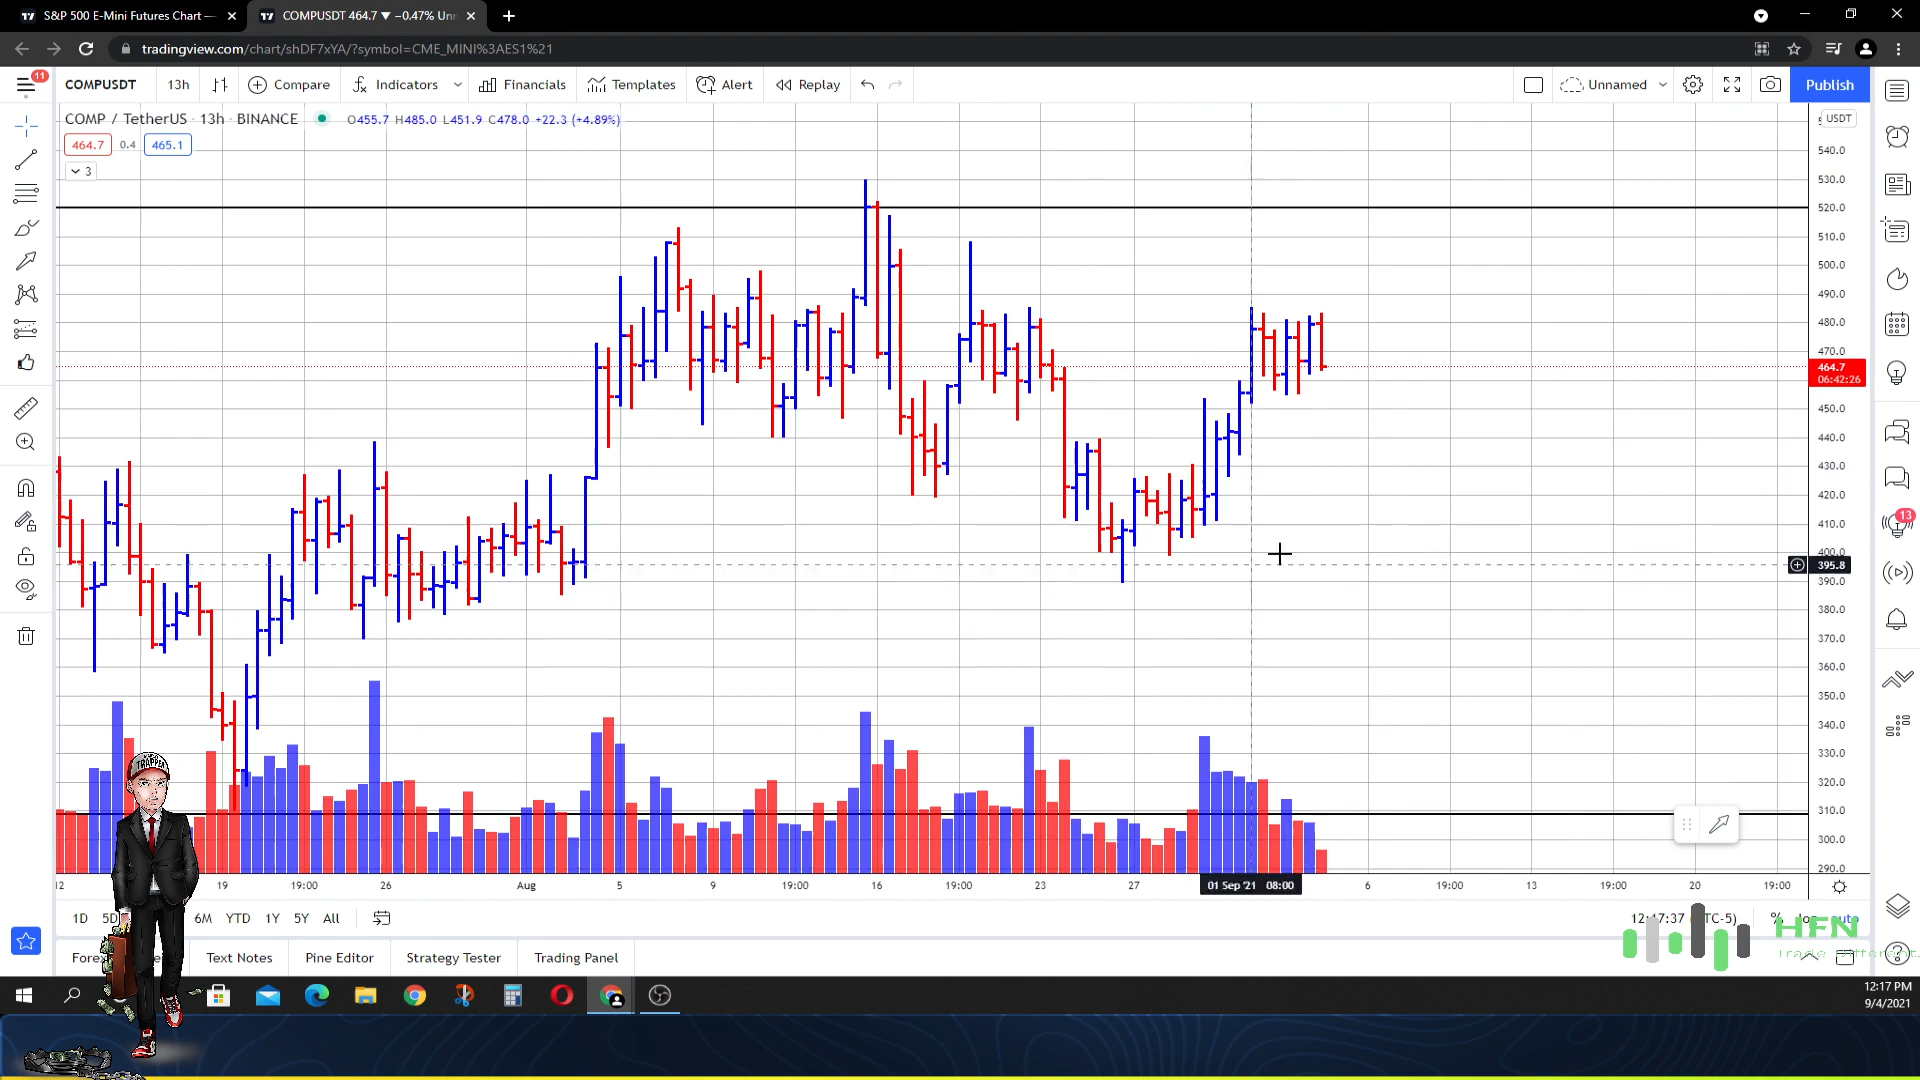 S&P 500 E-Mini Futures Chart —
COMPUSDT 464.7 ▼ −0.47% Unn
tradingview.com/chart/shDF7xYA/?symbol=CME_MINI%3AES1%21
11
COMPUSDT
13h
Compare
Indicators
Financials
Templates
Alert
Replay
Unnamed
Publish
COMP / TetherUS · 13h · BINANCE
O455.7 H485.0 L451.9 C478.0 +22.3 (+4.89%)
464.7
0.4
465.1
3
USDT
540.0
530.0
520.0
510.0
500.0
490.0
480.0
470.0
464.7
06:42:26
450.0
440.0
430.0
420.0
410.0
400.0
395.8
390.0
380.0
370.0
360.0
350.0
340.0
330.0
320.0
310.0
300.0
290.0
13
TRAPPER
12
19
19:00
26
Aug
5
9
19:00
16
19:00
23
27
01 Sep '21 08:00
6
19:00
13
19:00
20
19:00
1D
6M
YTD
1Y
5Y
All
Text Notes
Pine Editor
Strategy Tester
Trading Panel
HFN
Trade Different.
12:17 PM
9/4/2021